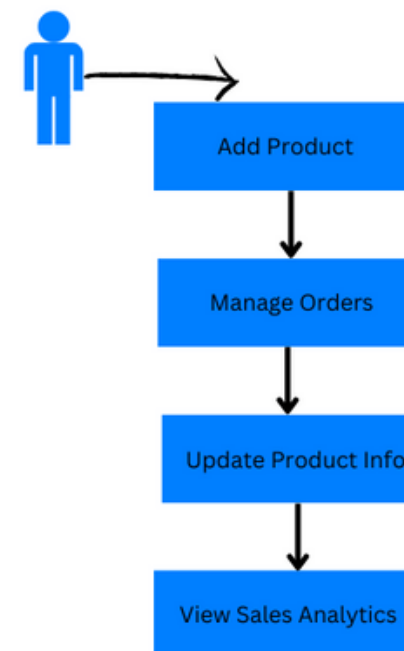 Add Product
Manage Orders
Update Product Info
View Sales Analytics